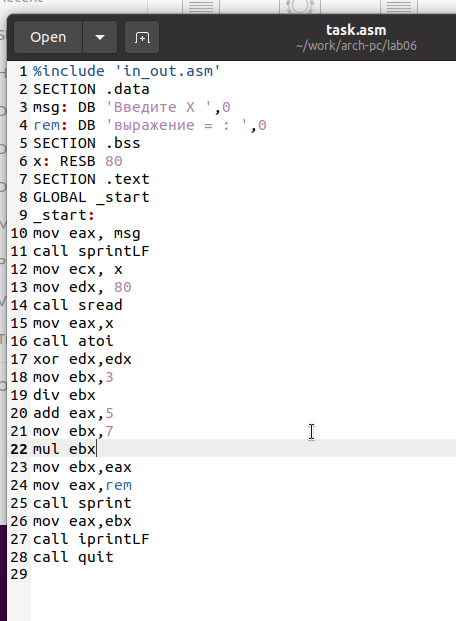 Open
task.asm
~/work/arch-pc/lab06
1 %include 'in_out.asm'
2 SECTION .data
3 msg: DB 'Введите X ',0
4 rem: DB 'выражение = : ',0
5 SECTION .bss
6 x: RESB 80
7 SECTION .text
8 GLOBAL _start
9 _start:
10 mov eax, msg
11 call sprintLF
12 mov ecx, x
13 mov edx, 80
14 call sread
15 mov eax,x
16 call atoi
17 xor edx,edx
18 mov ebx,3
19 div ebx
20 add eax,5
21 mov ebx,7
22 mul ebx
23 mov ebx,eax
24 mov eax,rem
25 call sprint
26 mov eax,ebx
27 call iprintLF
28 call quit
29